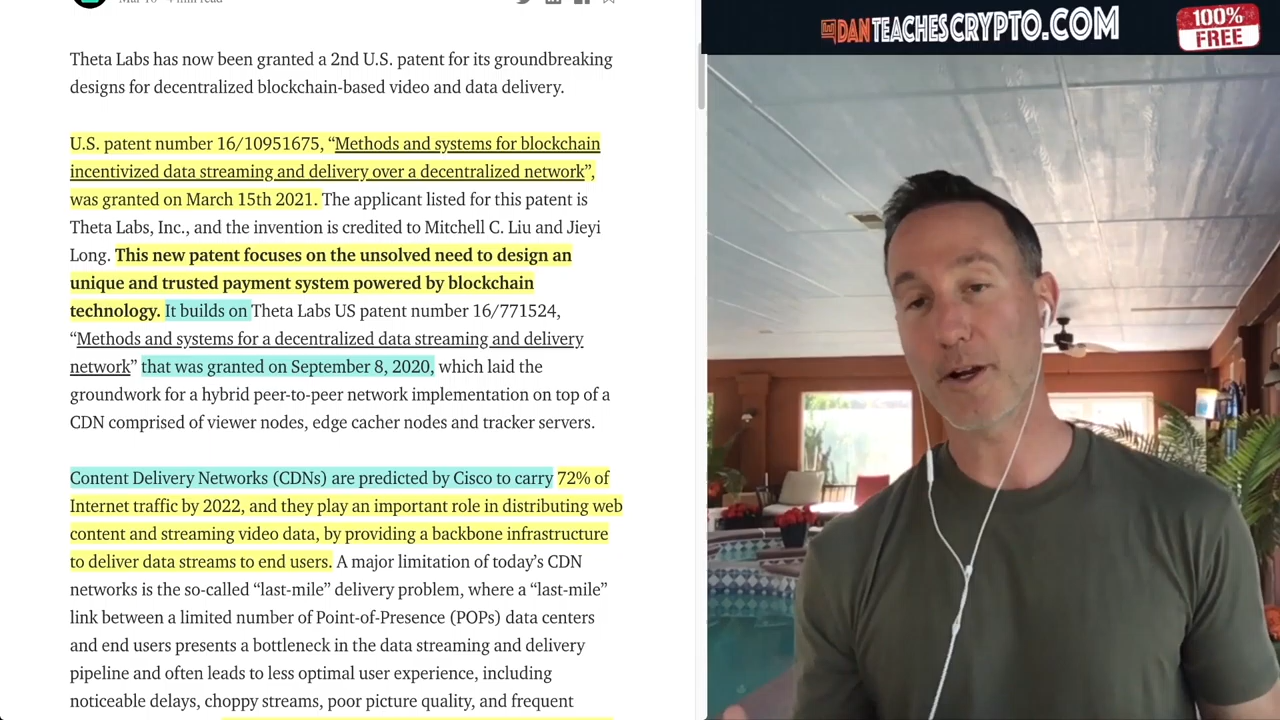 Mar 16 · 4 min read
Theta Labs has now been granted a 2nd U.S. patent for its groundbreaking
designs for decentralized blockchain-based video and data delivery.
U.S. patent number 16/10951675, “Methods and systems for blockchain
incentivized data streaming and delivery over a decentralized network”,
was granted on March 15th 2021. The applicant listed for this patent is
Theta Labs, Inc., and the invention is credited to Mitchell C. Liu and Jieyi
Long. This new patent focuses on the unsolved need to design an
unique and trusted payment system powered by blockchain
technology. It builds on Theta Labs US patent number 16/771524,
“Methods and systems for a decentralized data streaming and delivery
network” that was granted on September 8, 2020, which laid the
groundwork for a hybrid peer-to-peer network implementation on top of a
CDN comprised of viewer nodes, edge cacher nodes and tracker servers.
Content Delivery Networks (CDNs) are predicted by Cisco to carry 72% of
Internet traffic by 2022, and they play an important role in distributing web
content and streaming video data, by providing a backbone infrastructure
to deliver data streams to end users. A major limitation of today’s CDN
networks is the so-called “last-mile” delivery problem, where a “last-mile”
link between a limited number of Point-of-Presence (POPs) data centers
and end users presents a bottleneck in the data streaming and delivery
pipeline and often leads to less optimal user experience, including
noticeable delays, choppy streams, poor picture quality, and frequent
DANTEACHESCRYPTO.COM
100%
FREE